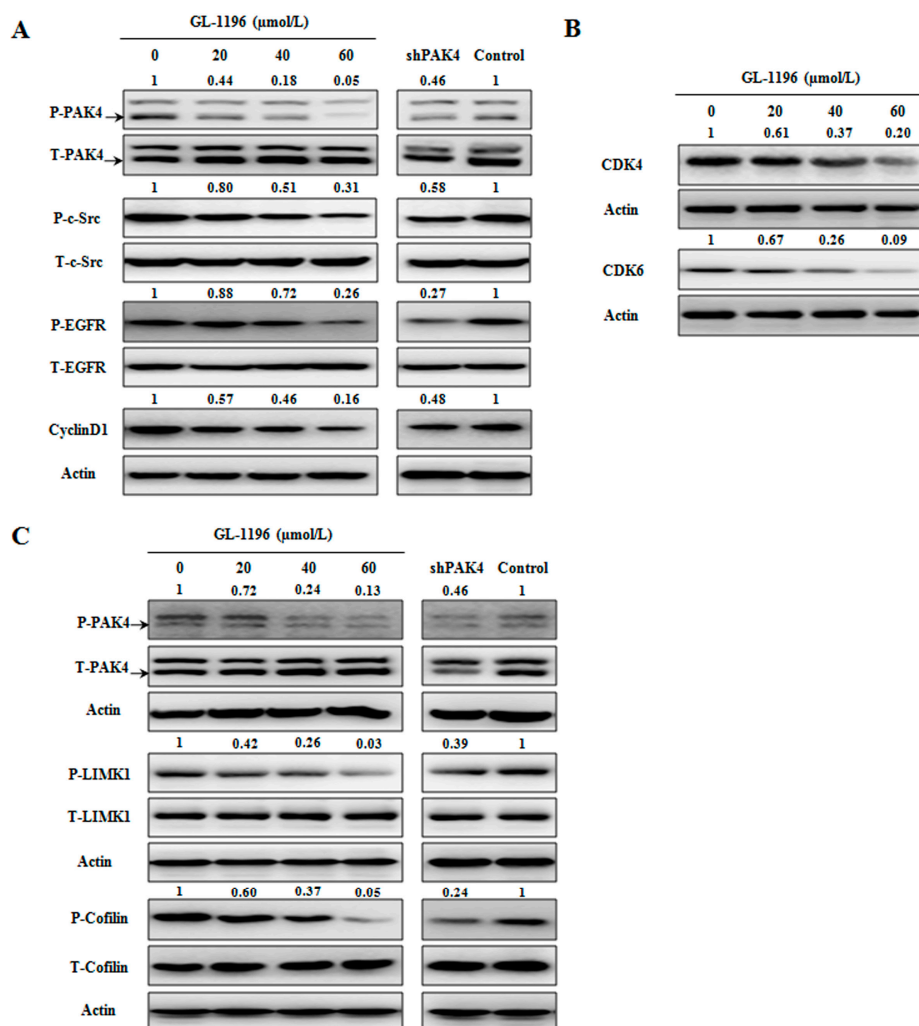 A
GL-1196 (µmol/L)
0 20 40 60 shPAK4 Control
1 0.44 0.18 0.05 0.46 1
P-PAK4
T-PAK4
1 0.80 0.51 0.31 0.58 1
P-c-Src
T-c-Src
1 0.88 0.72 0.26 0.27 1
P-EGFR
T-EGFR
1 0.57 0.46 0.16 0.48 1
CyclinD1
Actin
B
GL-1196 (µmol/L)
0 20 40 60
1 0.61 0.37 0.20
CDK4
Actin
1 0.67 0.26 0.09
CDK6
Actin
C
GL-1196 (µmol/L)
0 20 40 60 shPAK4 Control
1 0.72 0.24 0.13 0.46 1
P-PAK4
T-PAK4
Actin
1 0.42 0.26 0.03 0.39 1
P-LIMK1
T-LIMK1
Actin
1 0.60 0.37 0.05 0.24 1
P-Cofilin
T-Cofilin
Actin